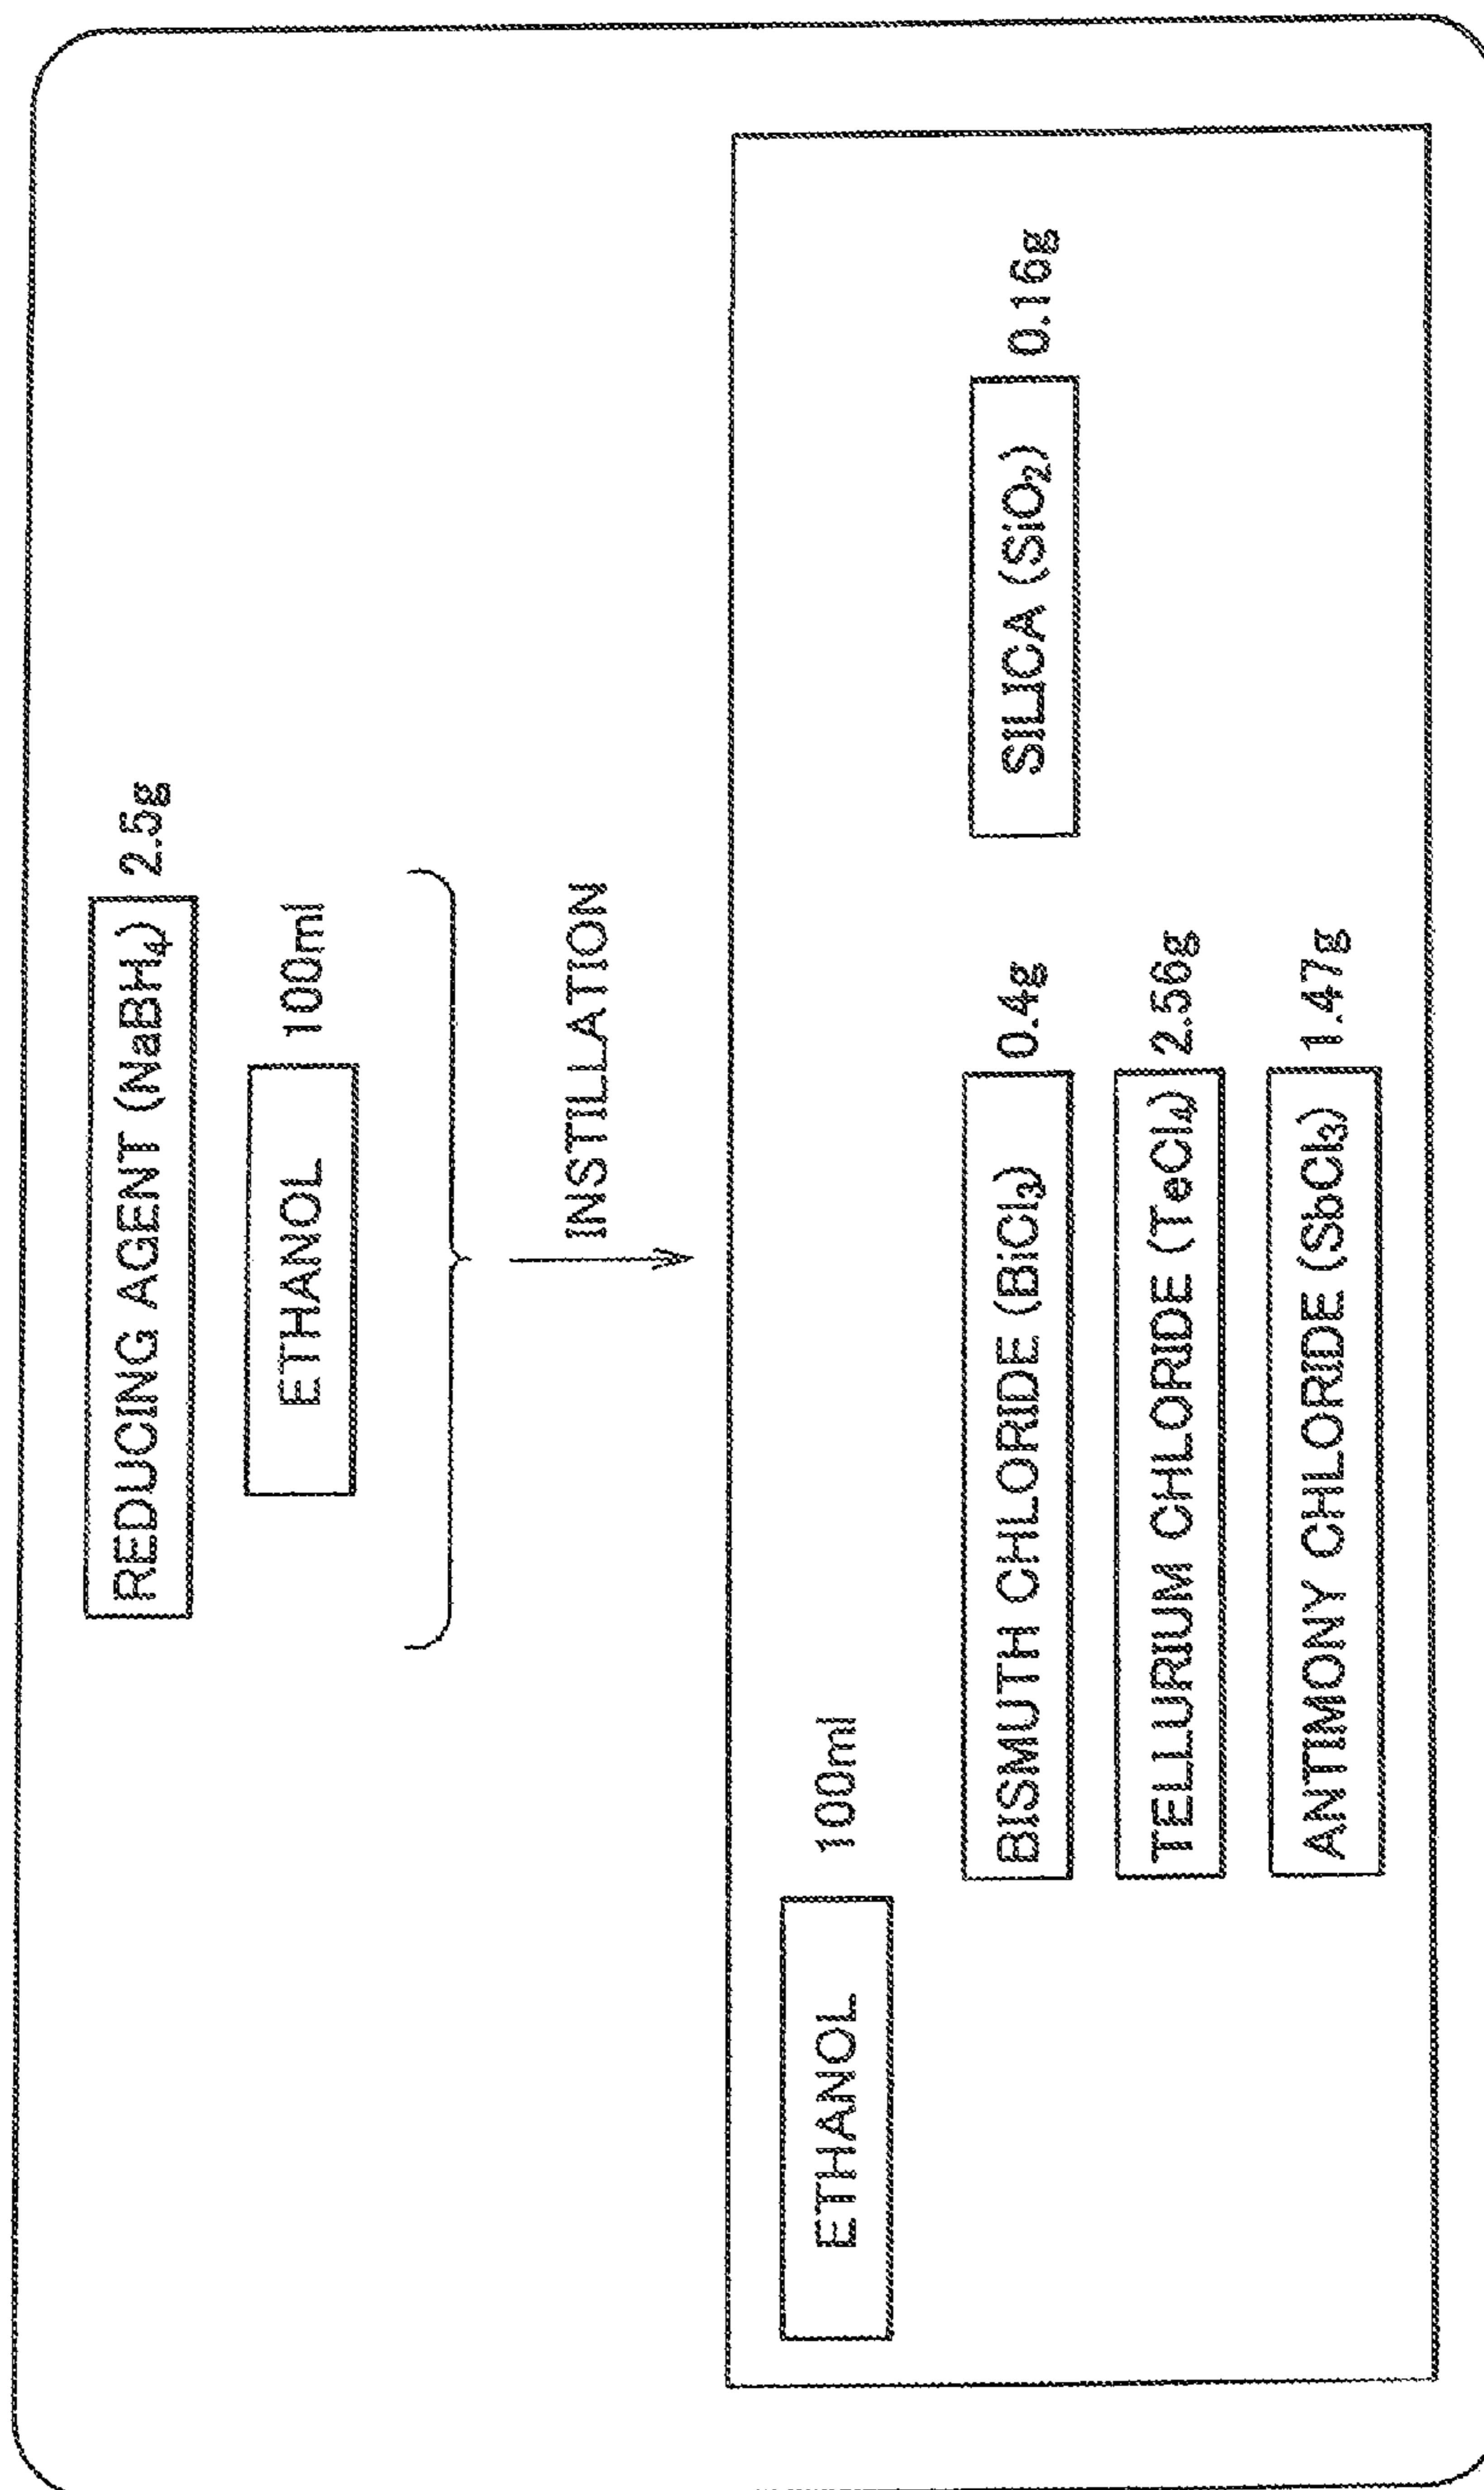 REDUCING AGENT (NaBH₄) 2.5g
ETHANOL 100ml
INSTILLATION
ETHANOL 100ml
BISMUTH CHLORIDE (BiCl₃) 0.4g
SILICA (SiO₂) 0.16g
TELLURIUM CHLORIDE (TeCl₄) 2.56g
ANTIMONY CHLORIDE (SbCl₃) 1.47g